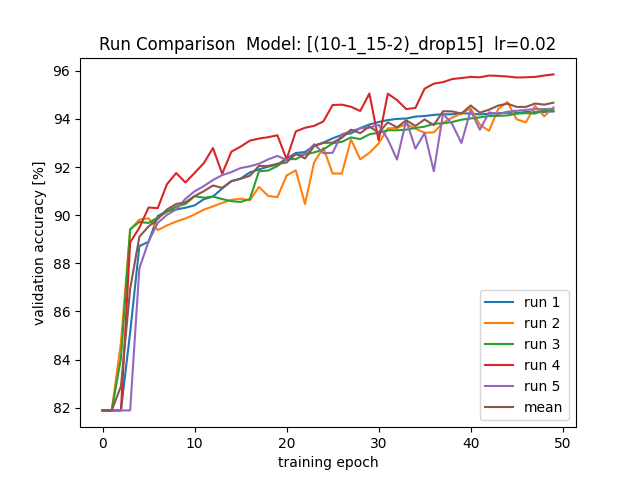 Run Comparison  Model: [(10-1_15-2)_drop15]  lr=0.02
validation accuracy [%]
96
94
92
90
88
86
84
82
run 1
run 2
run 3
run 4
run 5
mean
0 10 20 30 40 50
training epoch